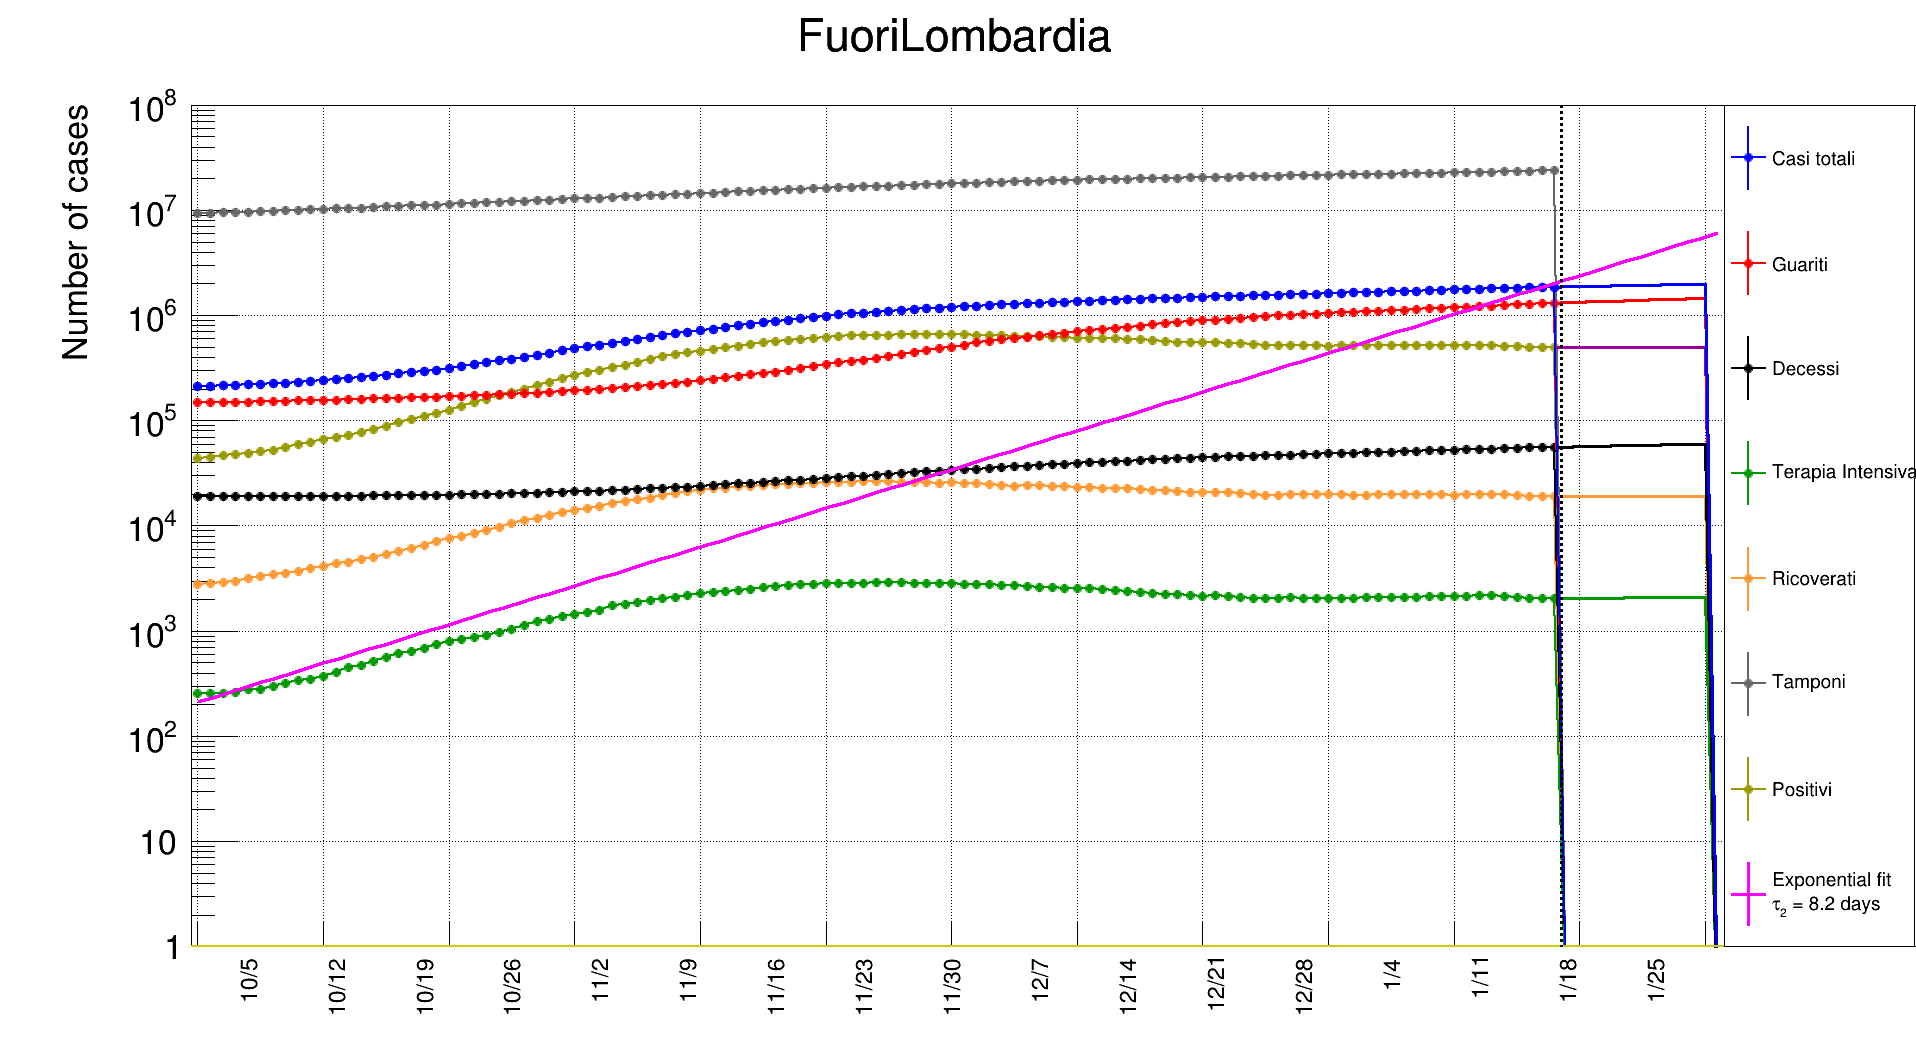 FuoriLombardia
Number of cases
10^8
10^7
10^6
10^5
10^4
10^3
10^2
10
1
10/5
10/12
10/19
10/26
11/2
11/9
11/16
11/23
11/30
12/7
12/14
12/21
12/28
1/4
1/11
1/18
1/25
Casi totali
Guariti
Decessi
Terapia Intensiva
Ricoverati
Tamponi
Positivi
Exponential fit
τ₂ = 8.2 days